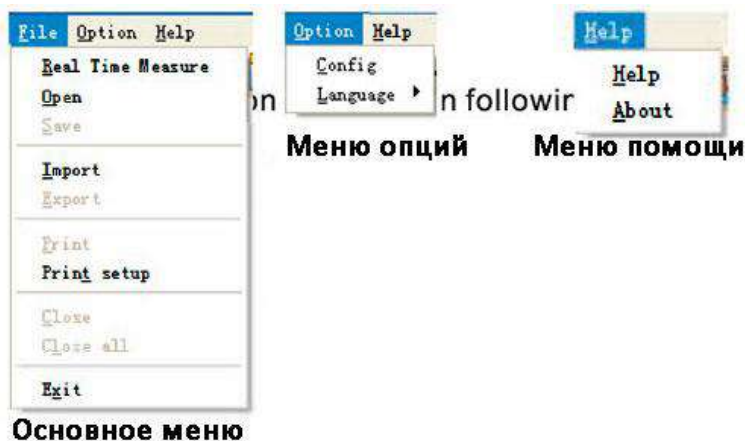 File Option Help
Real Time Measure
Open
Save
Import
Export
Print
Print setup
Close
Close all
Exit
Основное меню
Option Help
Config
Language
on
n followir
Меню опций
Help
Help
About
Меню помощи